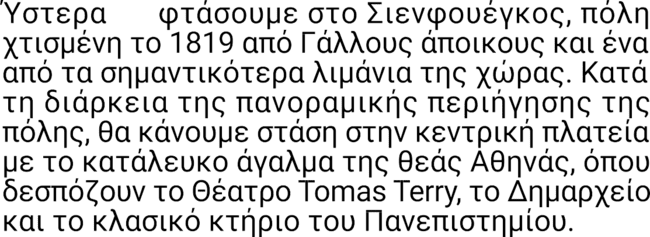 Ύστερα φτάσουμε στο Σιενφουέγκος, πόλη
χτισμένη το 1819 από Γάλλους άποικους και ένα
από τα σημαντικότερα λιμάνια της χώρας. Κατά
τη διάρκεια της πανοραμικής περιήγησης της
πόλης, θα κάνουμε στάση στην κεντρική πλατεία
με το κατάλευκο άγαλμα της θεάς Αθηνάς, όπου
δεσπόζουν το Θέατρο Tomas Terry, το Δημαρχείο
και το κλασικό κτήριο του Πανεπιστημίου.